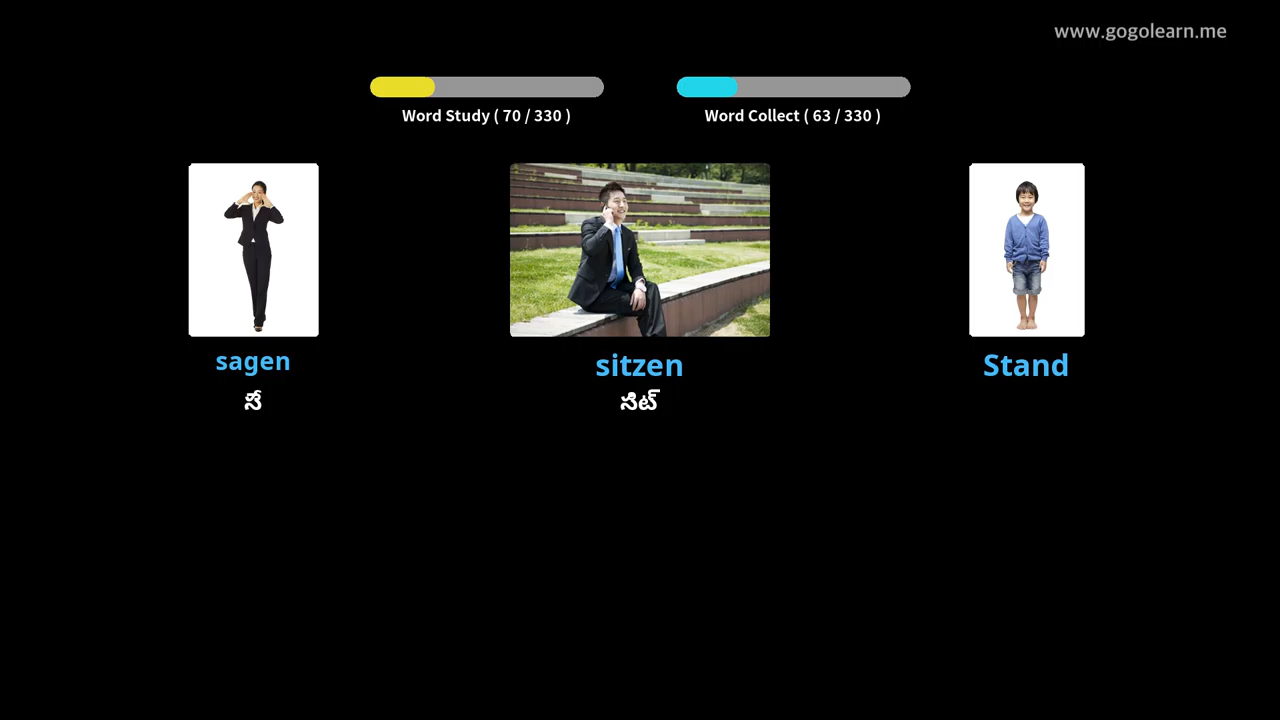 www.gogolearn.me
Word Study ( 70 / 330 )
Word Collect ( 63 / 330 )
sagen
సే
sitzen
సిట్
Stand